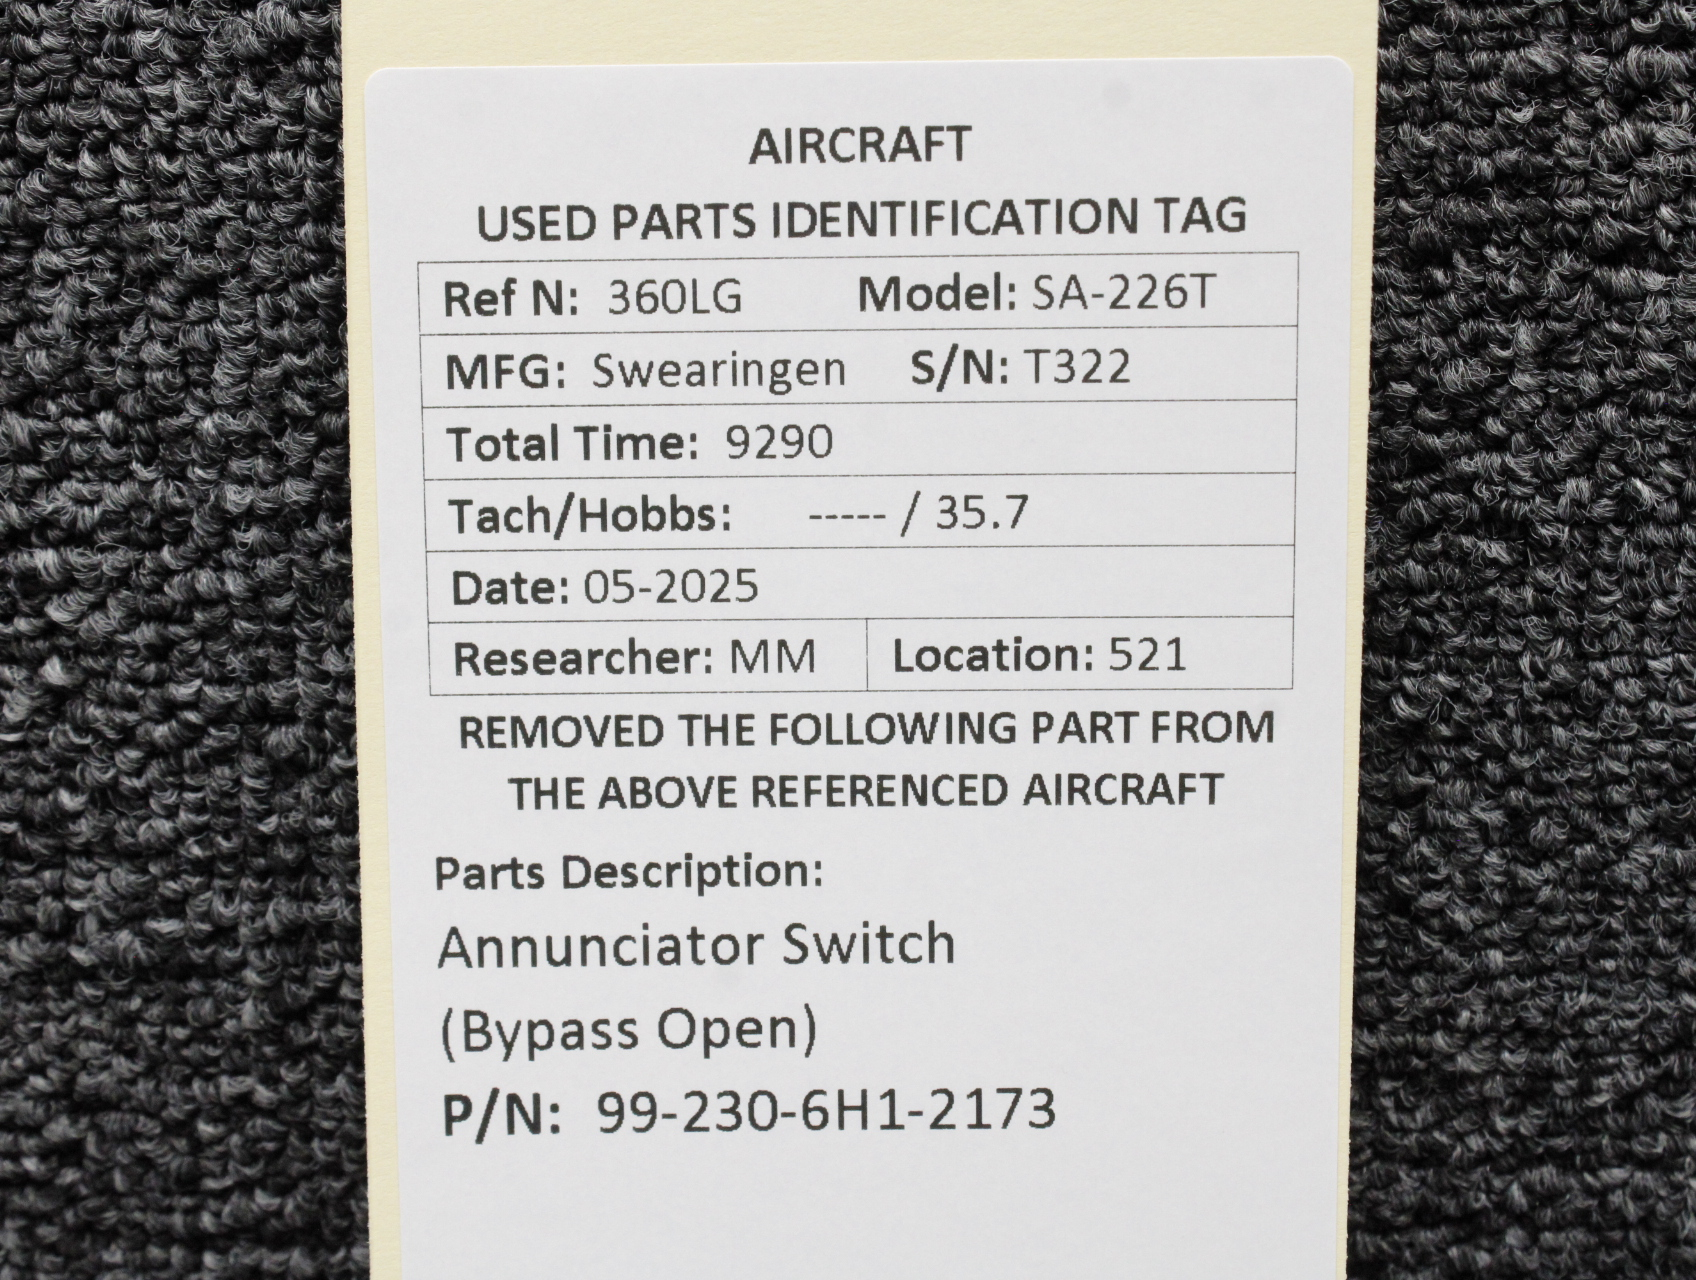 AIRCRAFT
USED PARTS IDENTIFICATION TAG
Ref N: 360LG Model: SA-226T
MFG: Swearingen S/N: T322
Total Time: 9290
Tach/Hobbs: ----- / 35.7
Date: 05-2025
Researcher: MM Location: 521
REMOVED THE FOLLOWING PART FROM
THE ABOVE REFERENCED AIRCRAFT
Parts Description:
Annunciator Switch
(Bypass Open)
P/N: 99-230-6H1-2173